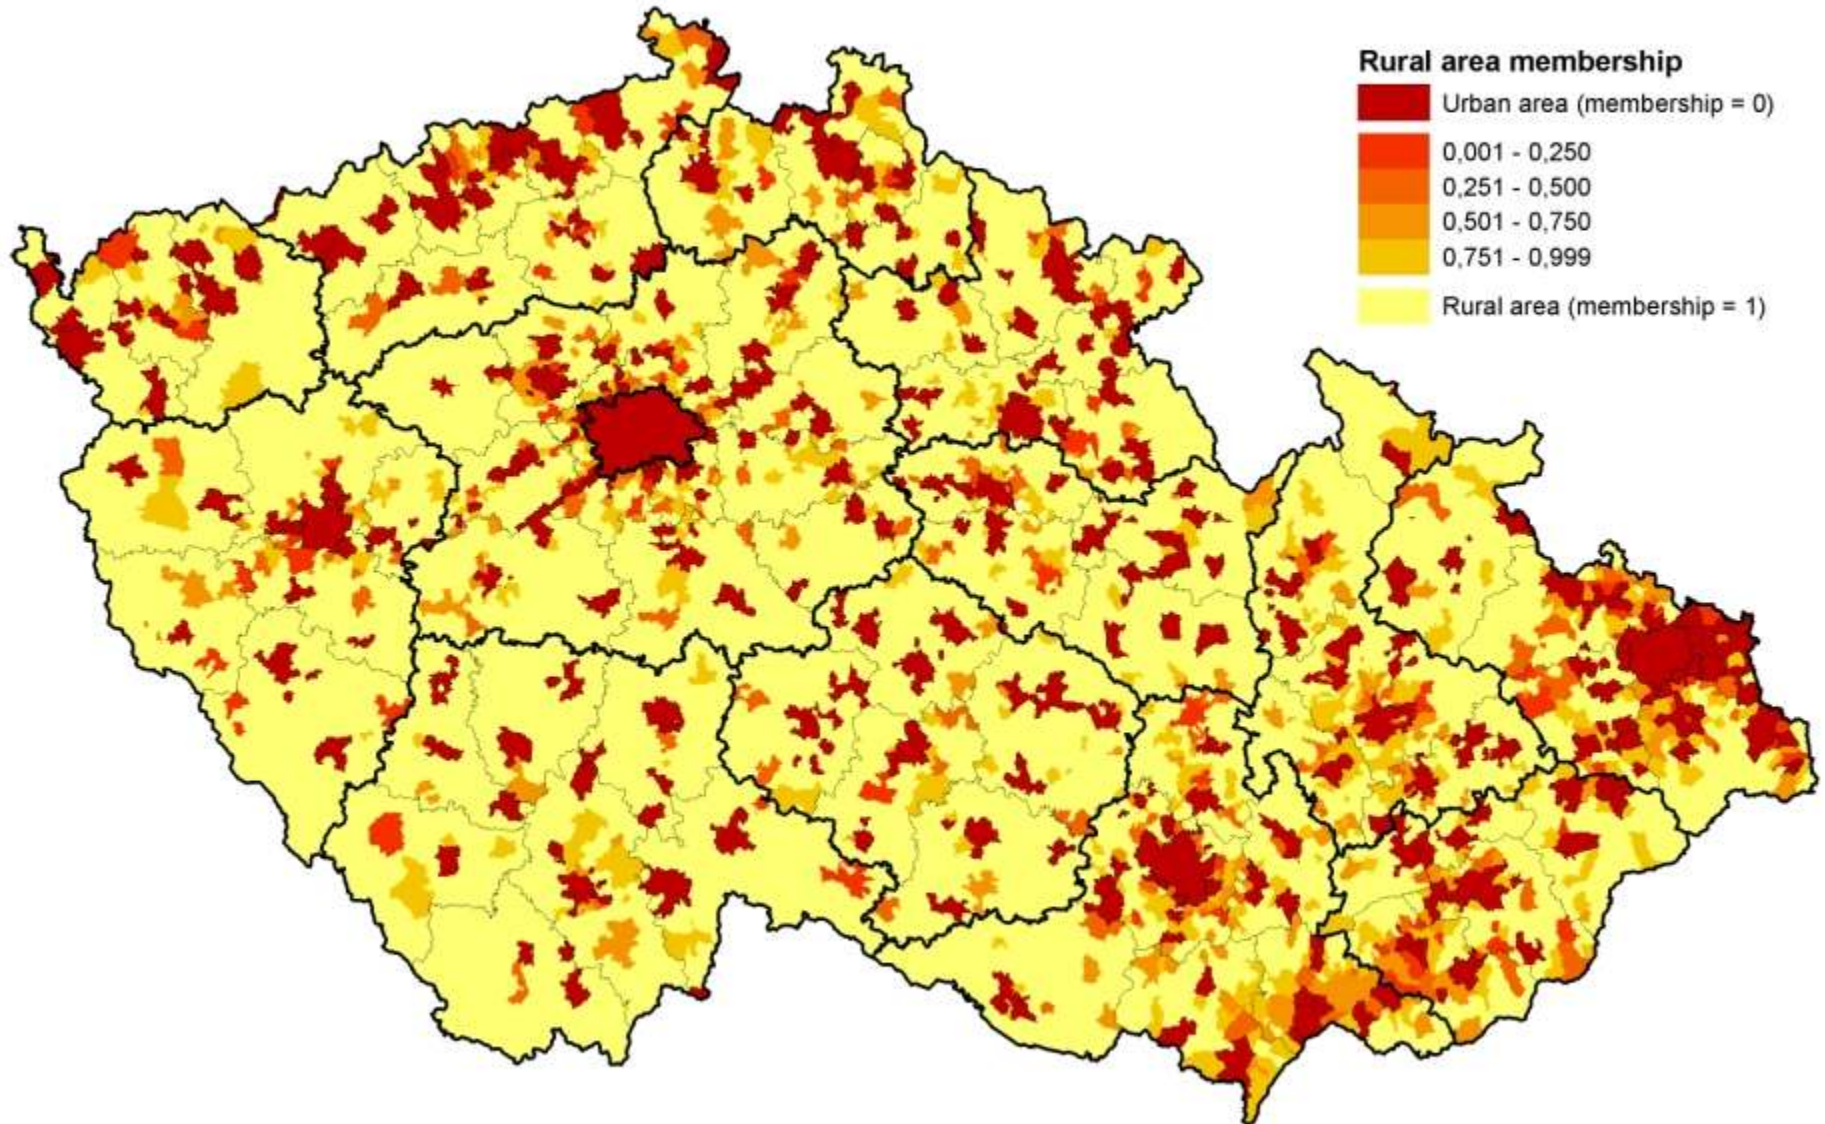 Rural area membership
Urban area (membership = 0)
0,001 - 0,250
0,251 - 0,500
0,501 - 0,750
0,751 - 0,999
Rural area (membership = 1)